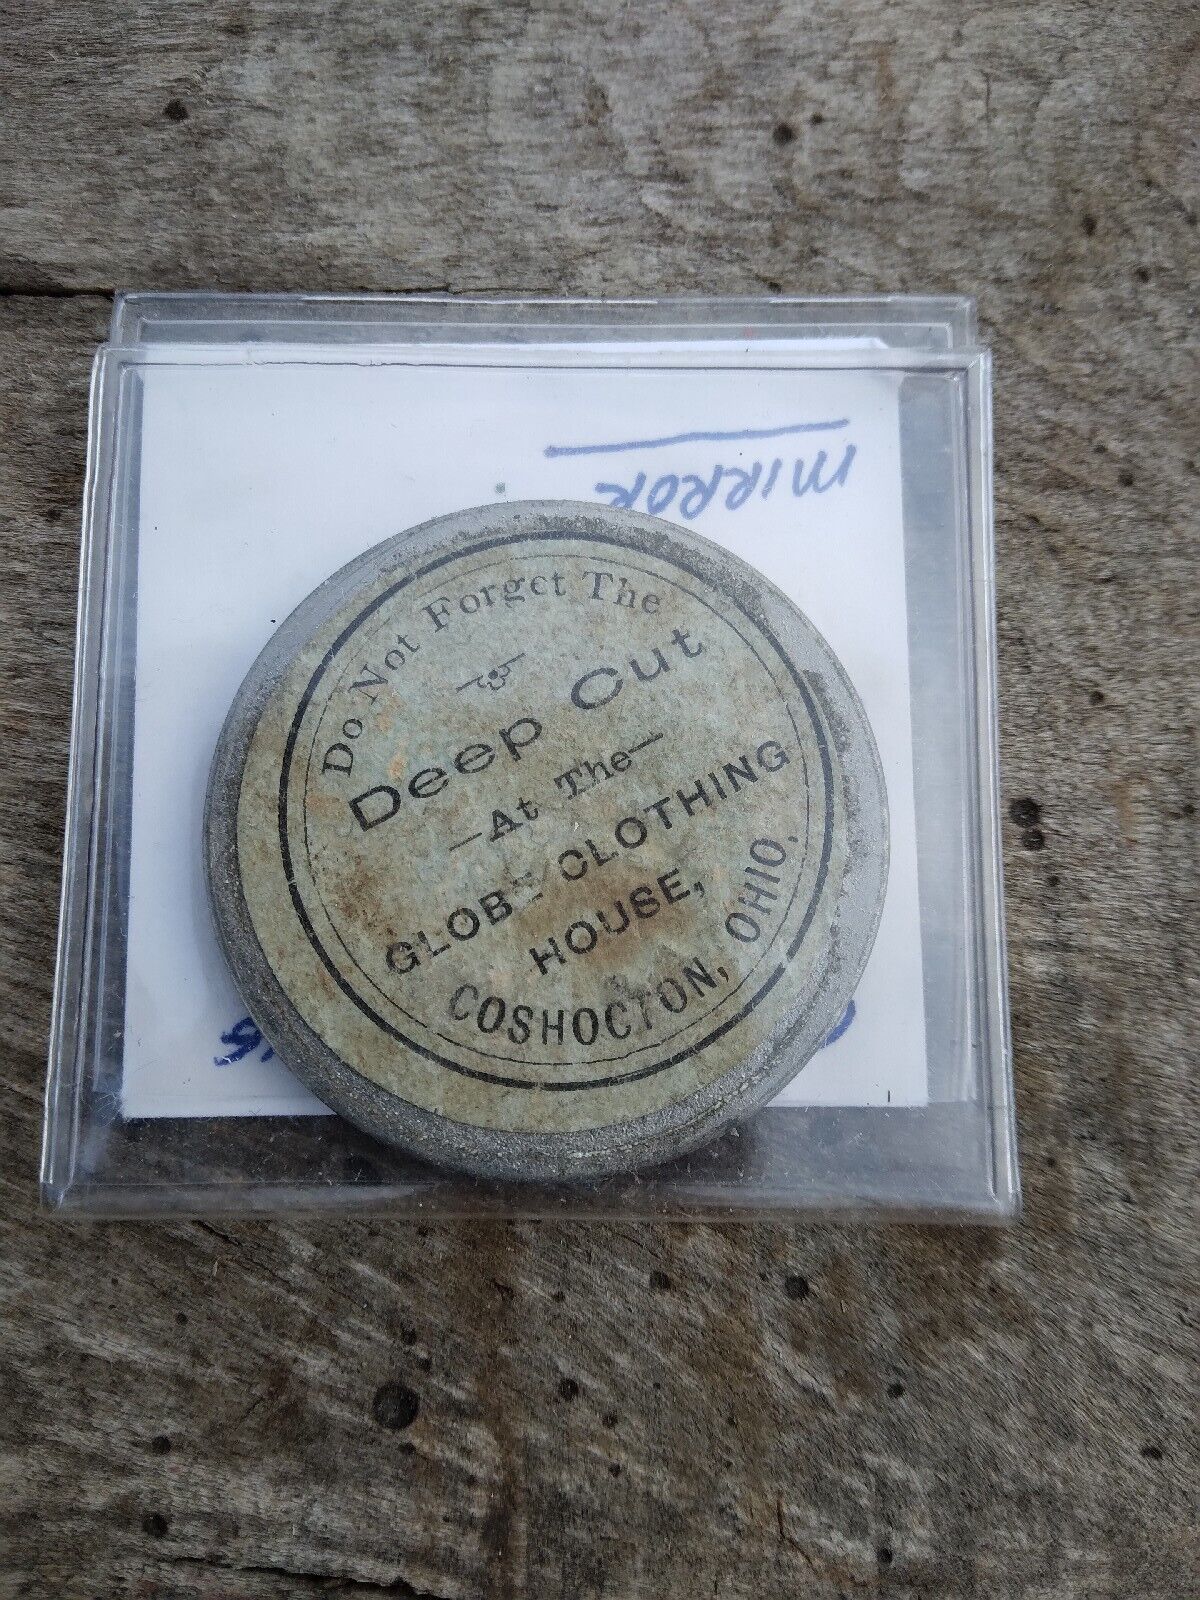 MIRROR
Do Not Forget The
Deep Cut
—At The—
GLOBE CLOTHING
HOUSE,
COSHOCTON, OHIO.